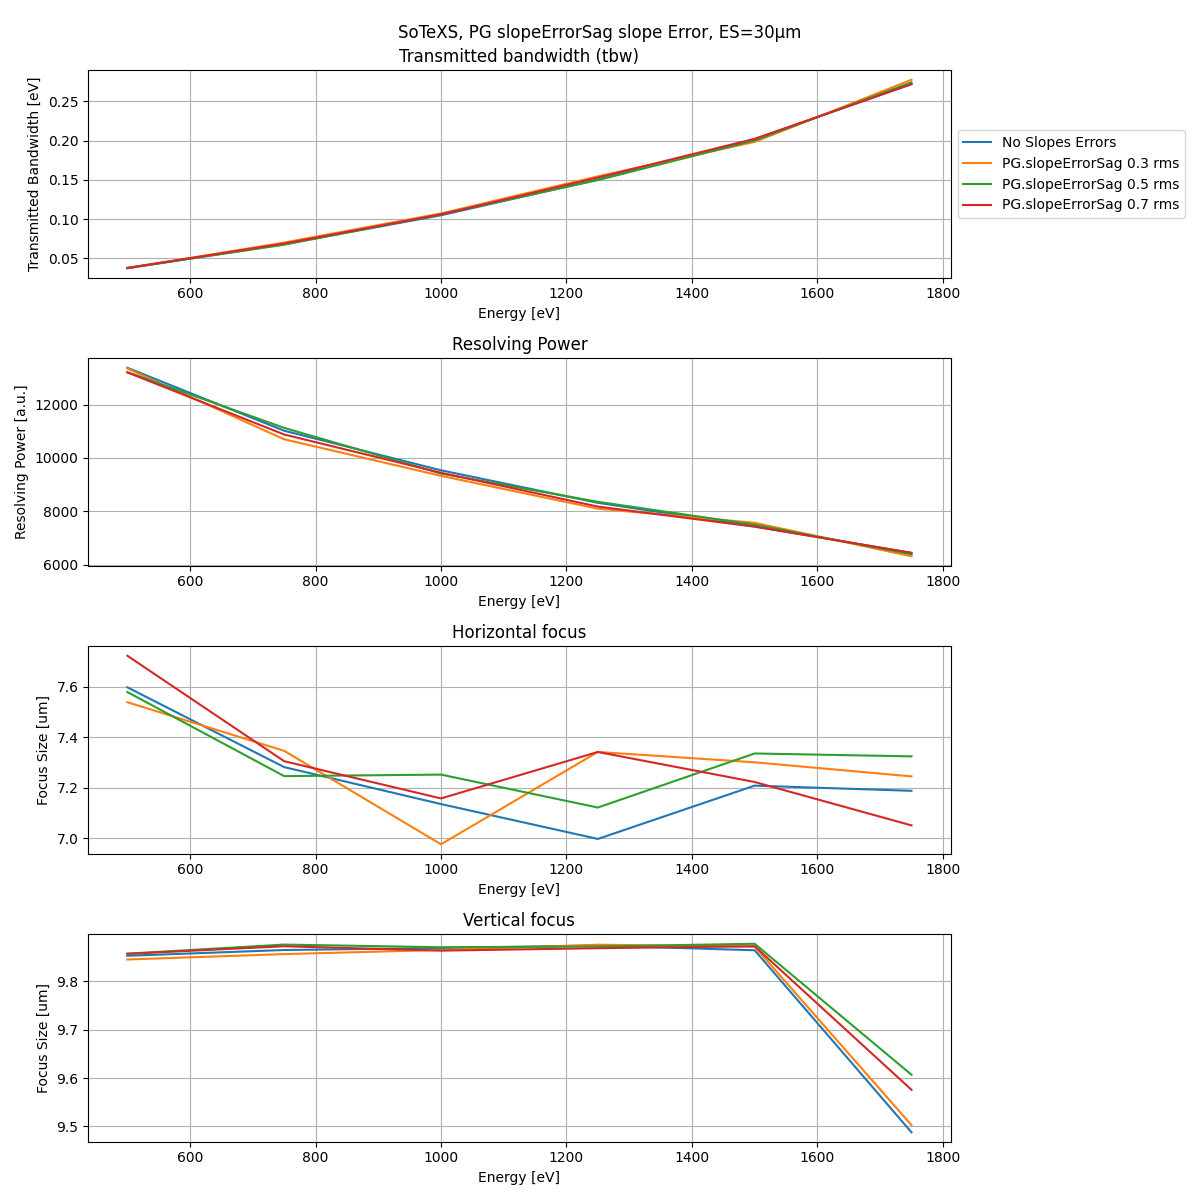 SoTeXS, PG slopeErrorSag slope Error, ES=30μm
Transmitted bandwidth (tbw)
Transmitted Bandwidth [eV]
0.25
0.20
0.15
0.10
0.05
600 800 1000 1200 1400 1600 1800
Energy [eV]
No Slopes Errors
PG.slopeErrorSag 0.3 rms
PG.slopeErrorSag 0.5 rms
PG.slopeErrorSag 0.7 rms
Resolving Power
Resolving Power [a.u.]
12000
10000
8000
6000
600 800 1000 1200 1400 1600 1800
Energy [eV]
Horizontal focus
Focus Size [um]
7.6
7.4
7.2
7.0
600 800 1000 1200 1400 1600 1800
Energy [eV]
Vertical focus
Focus Size [um]
9.8
9.7
9.6
9.5
600 800 1000 1200 1400 1600 1800
Energy [eV]